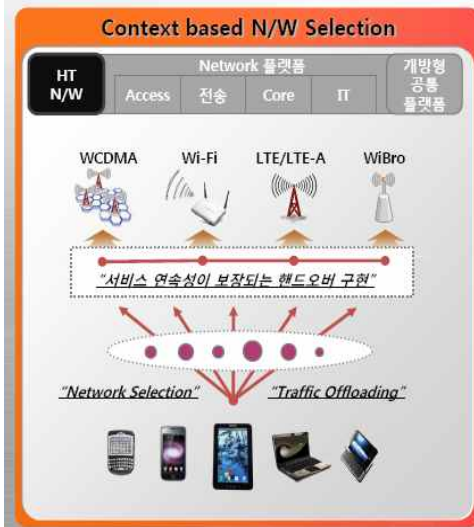 Context based N/W Selection
HT
N/W
Network 플랫폼
Access
전송
Core
IT
개방형
공통
플랫폼
WCDMA
Wi-Fi
LTE/LTE-A
WiBro
"서비스 연속성이 보장되는 핸드오버 구현"
"Network Selection"
"Traffic Offloading"